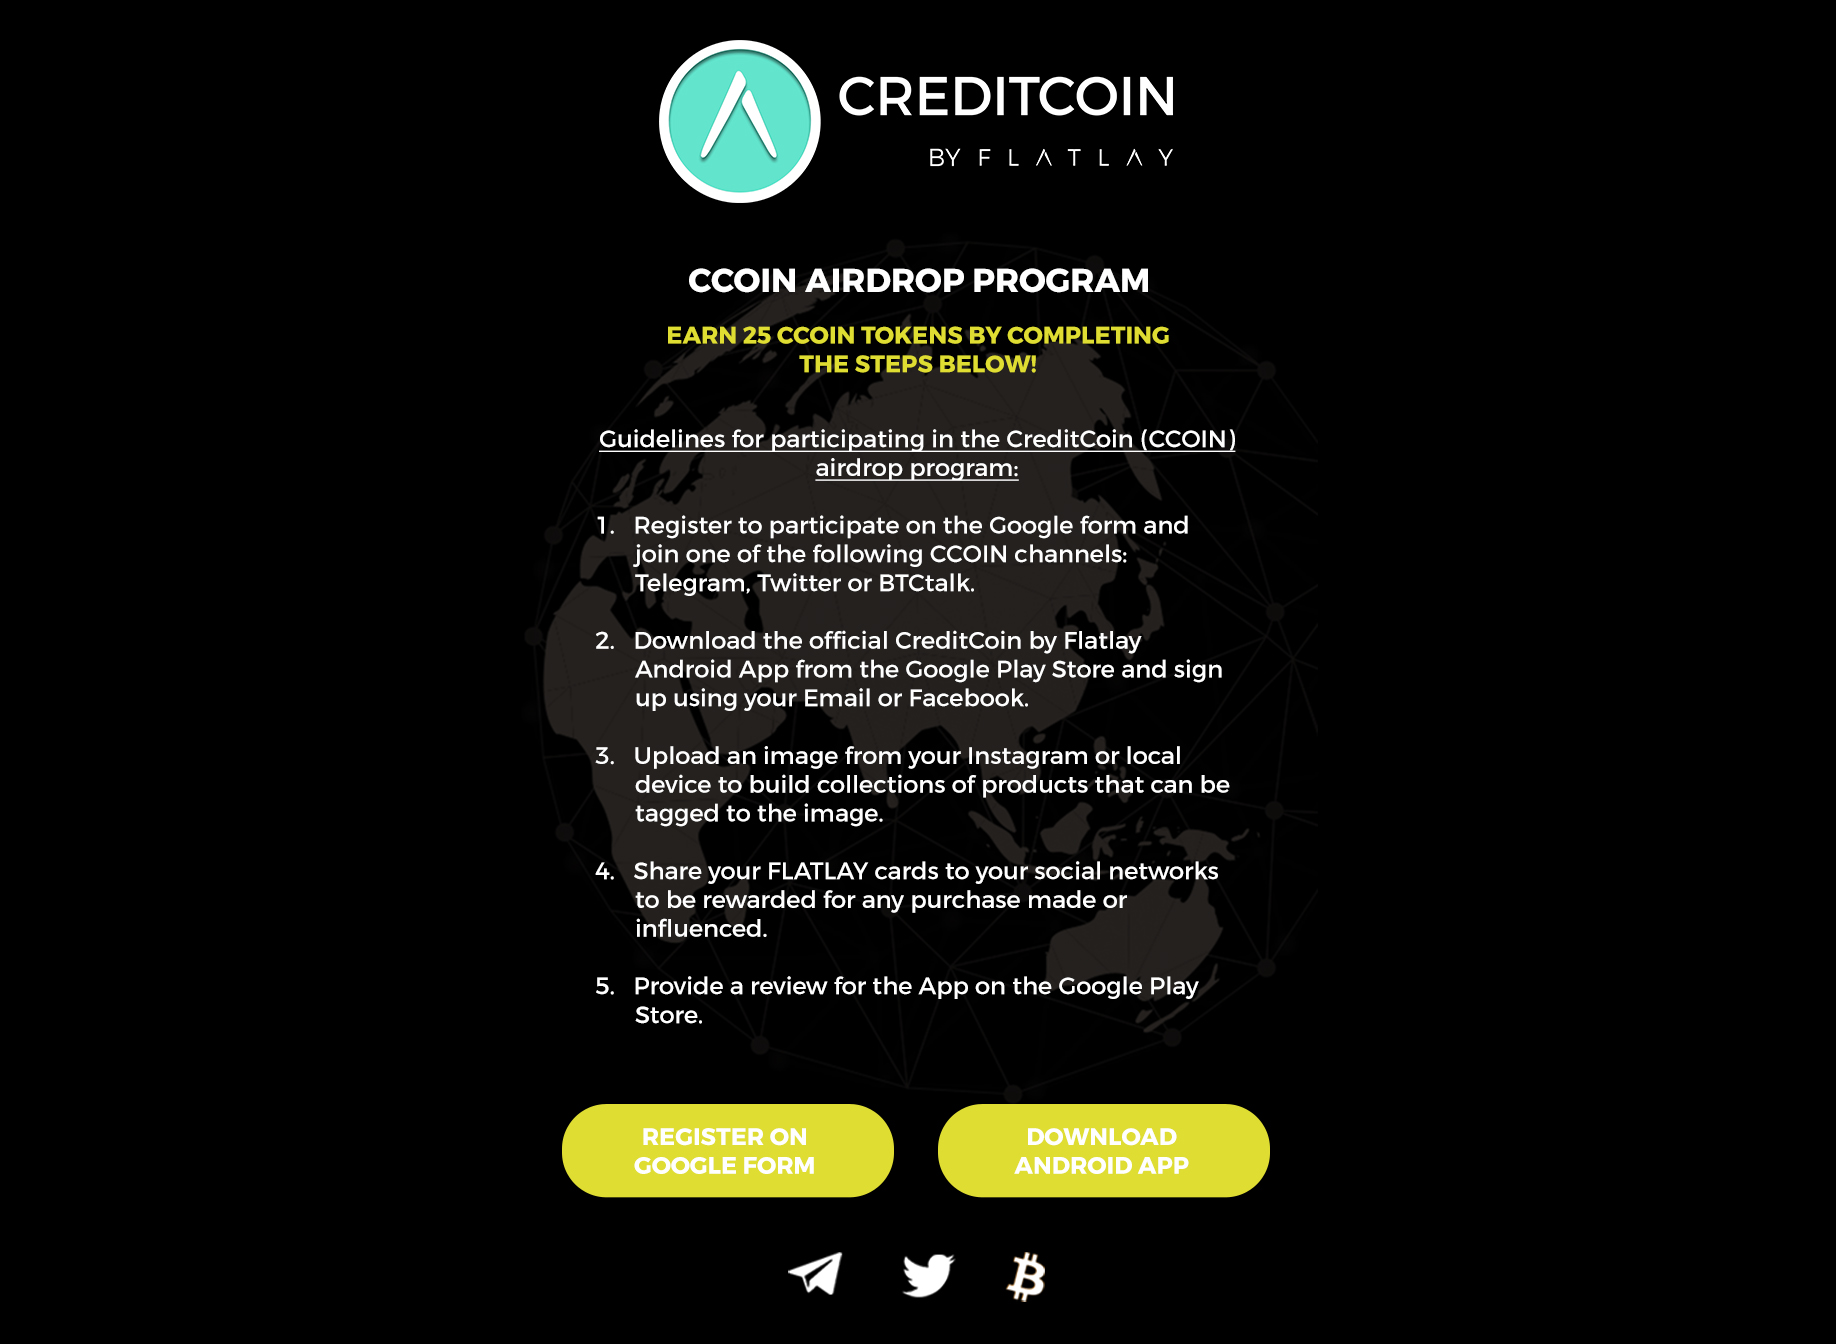 CREDITCOIN
BY FLATLAY
CCOIN AIRDROP PROGRAM
EARN 25 CCOIN TOKENS BY COMPLETING
THE STEPS BELOW!
Guidelines for participating in the CreditCoin (CCOIN)
airdrop program:
1. Register to participate on the Google form and
join one of the following CCOIN channels:
Telegram, Twitter or BTCtalk.
2. Download the official CreditCoin by Flatlay
Android App from the Google Play Store and sign
up using your Email or Facebook.
3. Upload an image from your Instagram or local
device to build collections of products that can be
tagged to the image.
4. Share your FLATLAY cards to your social networks
to be rewarded for any purchase made or
influenced.
5. Provide a review for the App on the Google Play
Store.
REGISTER ON
GOOGLE FORM
DOWNLOAD
ANDROID APP